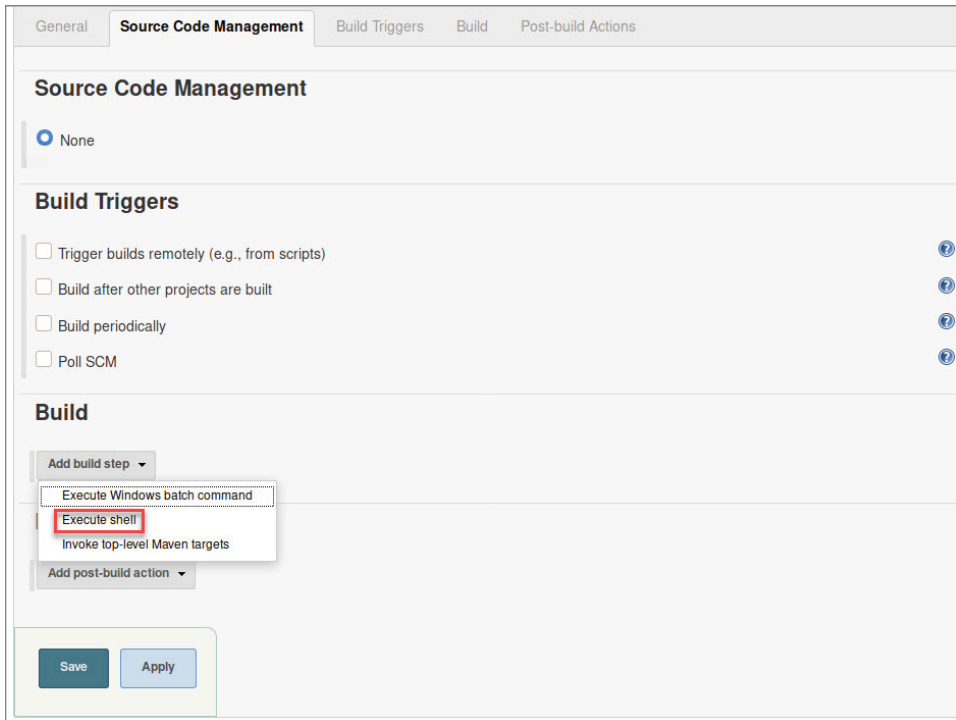 General Source Code Management Build Triggers Build Post-build Actions
Source Code Management
None
Build Triggers
Trigger builds remotely (e.g., from scripts)
Build after other projects are built
Build periodically
Poll SCM
Build
Add build step
Execute Windows batch command
Execute shell
Invoke top-level Maven targets
Add post-build action
Save Apply